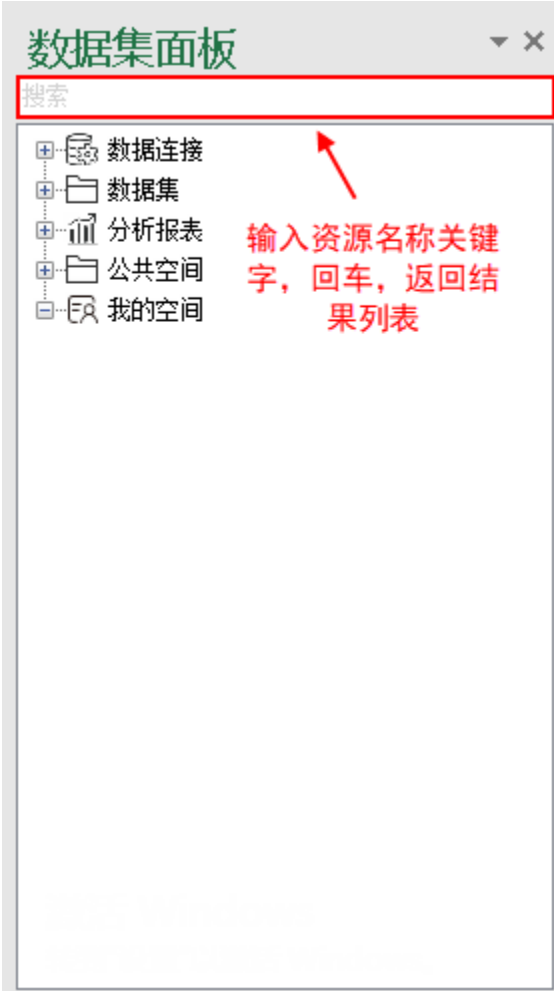 数据集面板
搜索
数据连接
数据集
分析报表
公共空间
我的空间
输入资源名称关键
字，回车，返回结
果列表